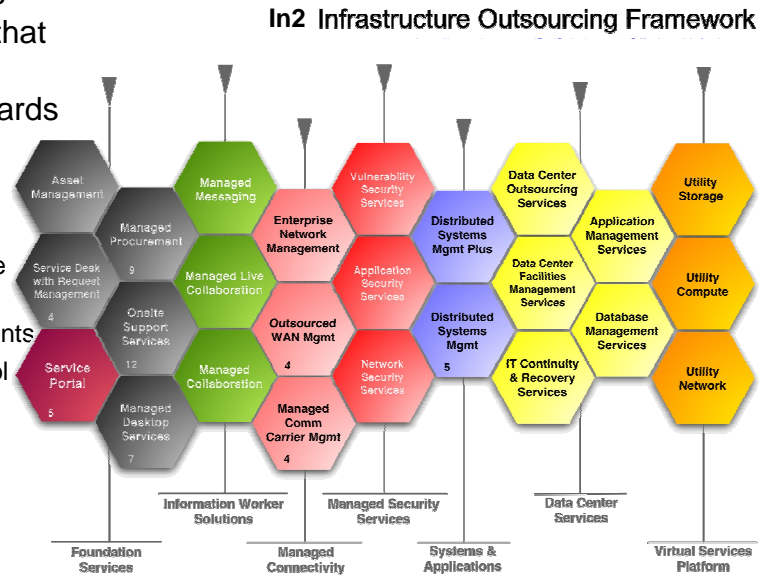 In2 Infrastructure Outsourcing Framework
that
ards
e
ents
ol
Asset
Management
Service Desk
with Request
Management
4
Service
Portal
5
Managed
Procurement
9
Onsite
Support
Services
12
Managed
Desktop
Services
7
Managed
Messaging
Managed Live
Collaboration
Managed
Collaboration
Enterprise
Network
Management
Outsourced
WAN Mgmt
4
Managed
Comm
Carrier Mgmt
4
Vulnerability
Security
Services
Application
Security
Services
Network
Security
Services
Distributed
Systems
Mgmt Plus
Distributed
Systems
Mgmt
5
Data Center
Outsourcing
Services
Data Center
Facilities
Management
Services
IT Continuity
& Recovery
Services
Application
Management
Services
Database
Management
Services
Utility
Storage
Utility
Compute
Utility
Network
Information Worker
Solutions
Managed Security
Services
Data Center
Services
Foundation
Services
Managed
Connectivity
Systems &
Applications
Virtual Services
Platform